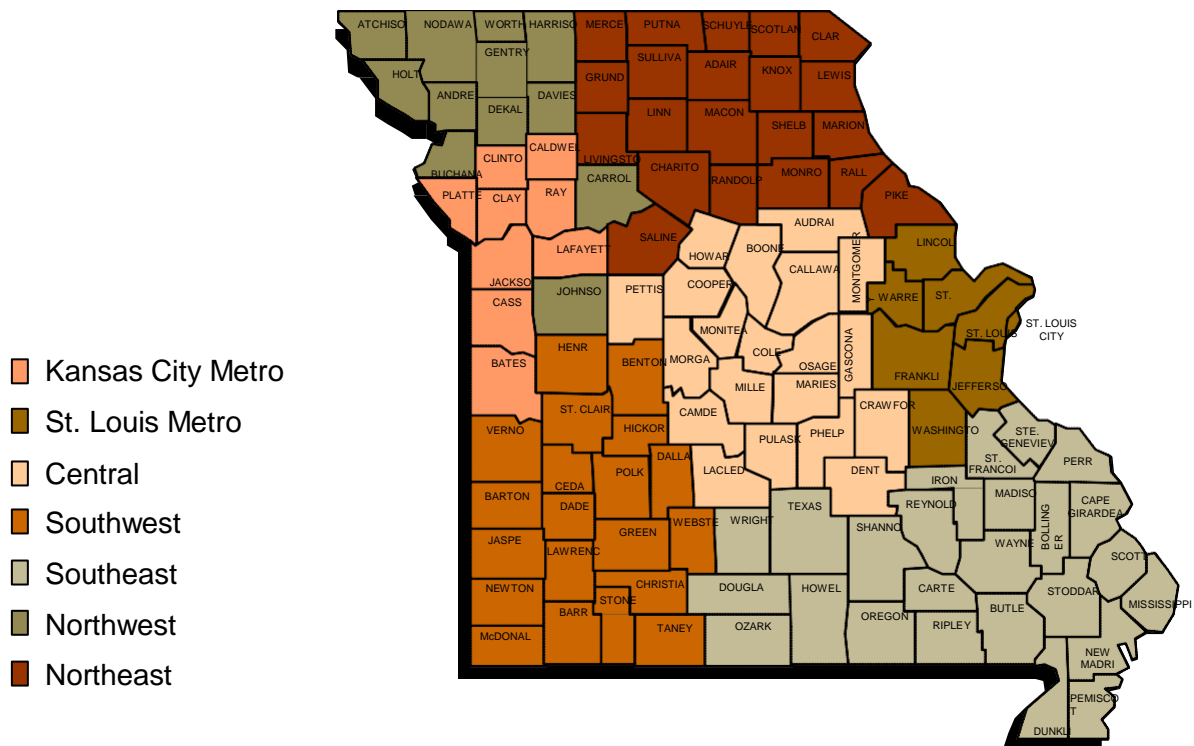 ATCHISO
NODAWA
WORTH
HARRISO
MERCE
PUTNA
SCHUYLE
SCOTLAN
CLAR
GENTRY
SULLIVA
ADAIR
KNOX
LEWIS
HOLT
GRUND
ANDRE
DEKAL
DAVIES
LINN
MACON
SHELB
MARION
CLINTO
CALDWEL
LIVINGSTO
CHARITO
RANDOLP
MONRO
RALL
BUCHANA
CARROL
PIKE
PLATTE
CLAY
RAY
AUDRAI
SALINE
LAFAYETT
HOWAR
BOONE
LINCOL
CALLAWA
MONTGOMER
Y
JACKSO
JOHNSO
PETTIS
COOPER
WARRE
ST.
CASS
MONITEA
ST. LOUIS
ST. LOUIS
CITY
HENR
BENTON
MORGA
COLE
OSAGE
GASCONA
BATES
FRANKLI
JEFFERSO
MILLE
MARIES
Kansas City Metro
ST. CLAIR
CAMDE
CRAWFOR
St. Louis Metro
VERNO
HICKOR
PULASK
PHELP
WASHINGTO
STE.
GENEVIEV
DALLA
ST.
FRANCOI
PERR
Central
CEDA
POLK
LACLED
DENT
IRON
BARTON
DADE
TEXAS
REYNOLD
MADISO
CAPE
GIRARDEA
Southwest
GREEN
WEBSTE
WRIGHT
SHANNO
BOLLING
ER
JASPE
LAWRENC
WAYNE
SCOTT
Southeast
NEWTON
CHRISTIA
DOUGLA
HOWEL
CARTE
STODDAR
STONE
BUTLE
MISSISSIPPI
Northwest
BARR
TANEY
OZARK
OREGON
RIPLEY
McDONAL
NEW
MADRI
Northeast
PEMISCO
T
DUNKLI